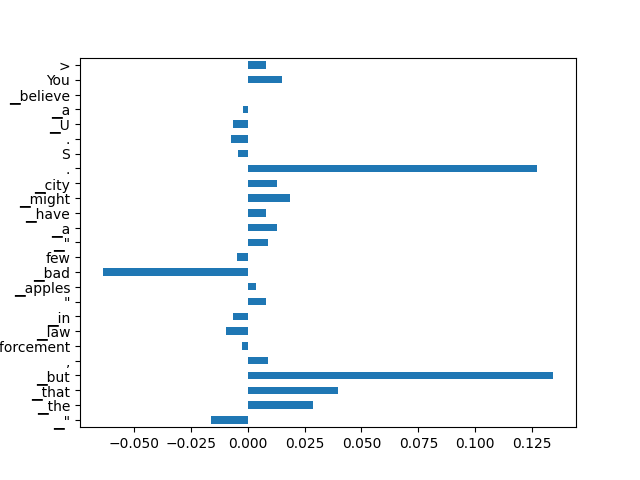 >
You
_believe
_a
_U
.
S
.
_city
_might
_have
_a
_"
few
_bad
_apples
"
_in
_law
forcement
,
_but
_that
_the
_"
−0.050 −0.025 0.000 0.025 0.050 0.075 0.100 0.125